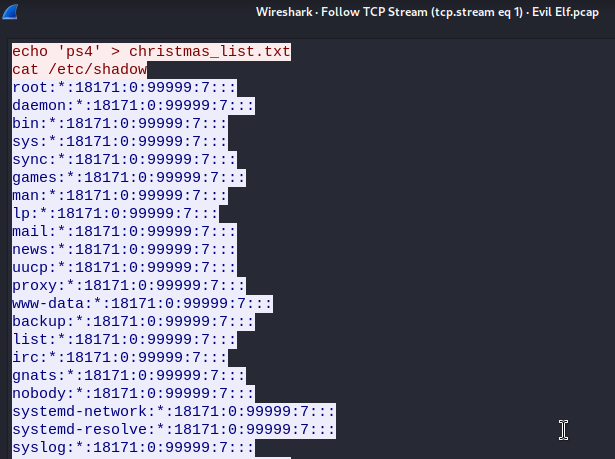 Wireshark · Follow TCP Stream (tcp.stream eq 1) · Evil Elf.pcap
echo 'ps4' > christmas_list.txt
cat /etc/shadow
root:*:18171:0:99999:7:::
daemon:*:18171:0:99999:7:::
bin:*:18171:0:99999:7:::
sys:*:18171:0:99999:7:::
sync:*:18171:0:99999:7:::
games:*:18171:0:99999:7:::
man:*:18171:0:99999:7:::
lp:*:18171:0:99999:7:::
mail:*:18171:0:99999:7:::
news:*:18171:0:99999:7:::
uucp:*:18171:0:99999:7:::
proxy:*:18171:0:99999:7:::
www-data:*:18171:0:99999:7:::
backup:*:18171:0:99999:7:::
list:*:18171:0:99999:7:::
irc:*:18171:0:99999:7:::
gnats:*:18171:0:99999:7:::
nobody:*:18171:0:99999:7:::
systemd-network:*:18171:0:99999:7:::
systemd-resolve:*:18171:0:99999:7:::
syslog:*:18171:0:99999:7:::